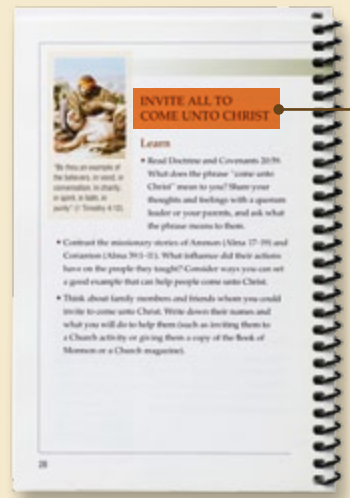 INVITE ALL TO
COME UNTO CHRIST
Learn
• Read Doctrine and Covenants 20:59.
What does the phrase "come unto
Christ" mean to you? Share your
thoughts and feelings with a quorum
leader or your parents, and ask what
the phrase means to them.
"Be thou an example of
the believers, in word, in
conversation, in charity,
in spirit, in faith, in
purity" (1 Timothy 4:12).
• Contrast the missionary stories of Ammon (Alma 17–19) and
Corianton (Alma 39:1–11). What influence did their actions
have on the people they taught? Consider ways you can set
a good example that can help people come unto Christ.
• Think about family members and friends whom you could
invite to come unto Christ. Write down their names and
what you will do to help them (such as inviting them to
a Church activity or giving them a copy of the Book of
Mormon or a Church magazine).
28